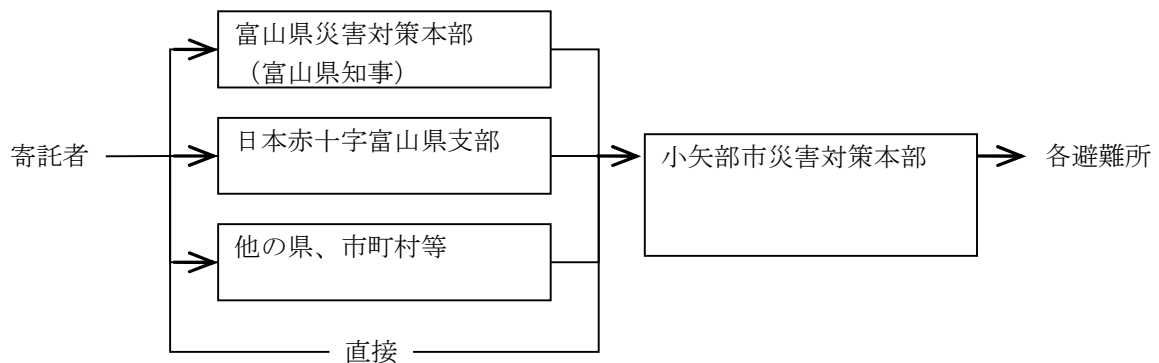 富山県災害対策本部
（富山県知事）
寄託者
日本赤十字富山県支部
小矢部市災害対策本部
各避難所
他の県、市町村等
直接